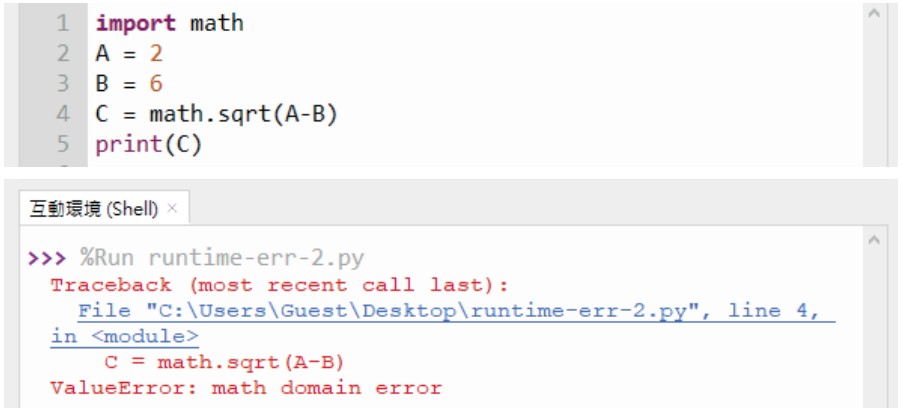 1 import math
2 A = 2
3 B = 6
4 C = math.sqrt(A-B)
5 print(C)
互動環境 (Shell) ×
>>> %Run runtime-err-2.py
Traceback (most recent call last):
File "C:\Users\Guest\Desktop\runtime-err-2.py", line 4,
in <module>
C = math.sqrt(A-B)
ValueError: math domain error